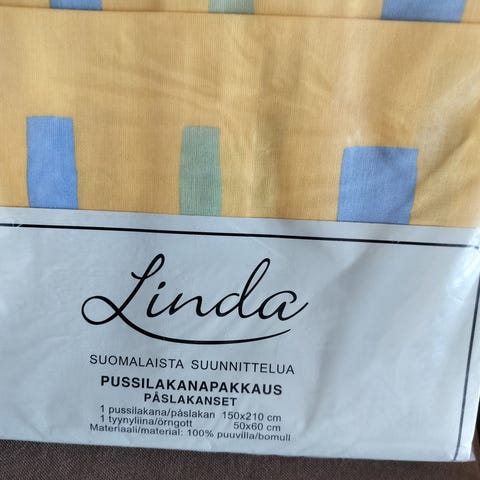 Linda
SUOMALAISTA SUUNNITTELUA
PUSSILAKANAPAKKAUS
PÅSLAKANSET
1 pussilakana/påslakan 150x210 cm
1 tyynyliina/örngott 50x60 cm
Materiaali/material: 100% puuvilla/bomull